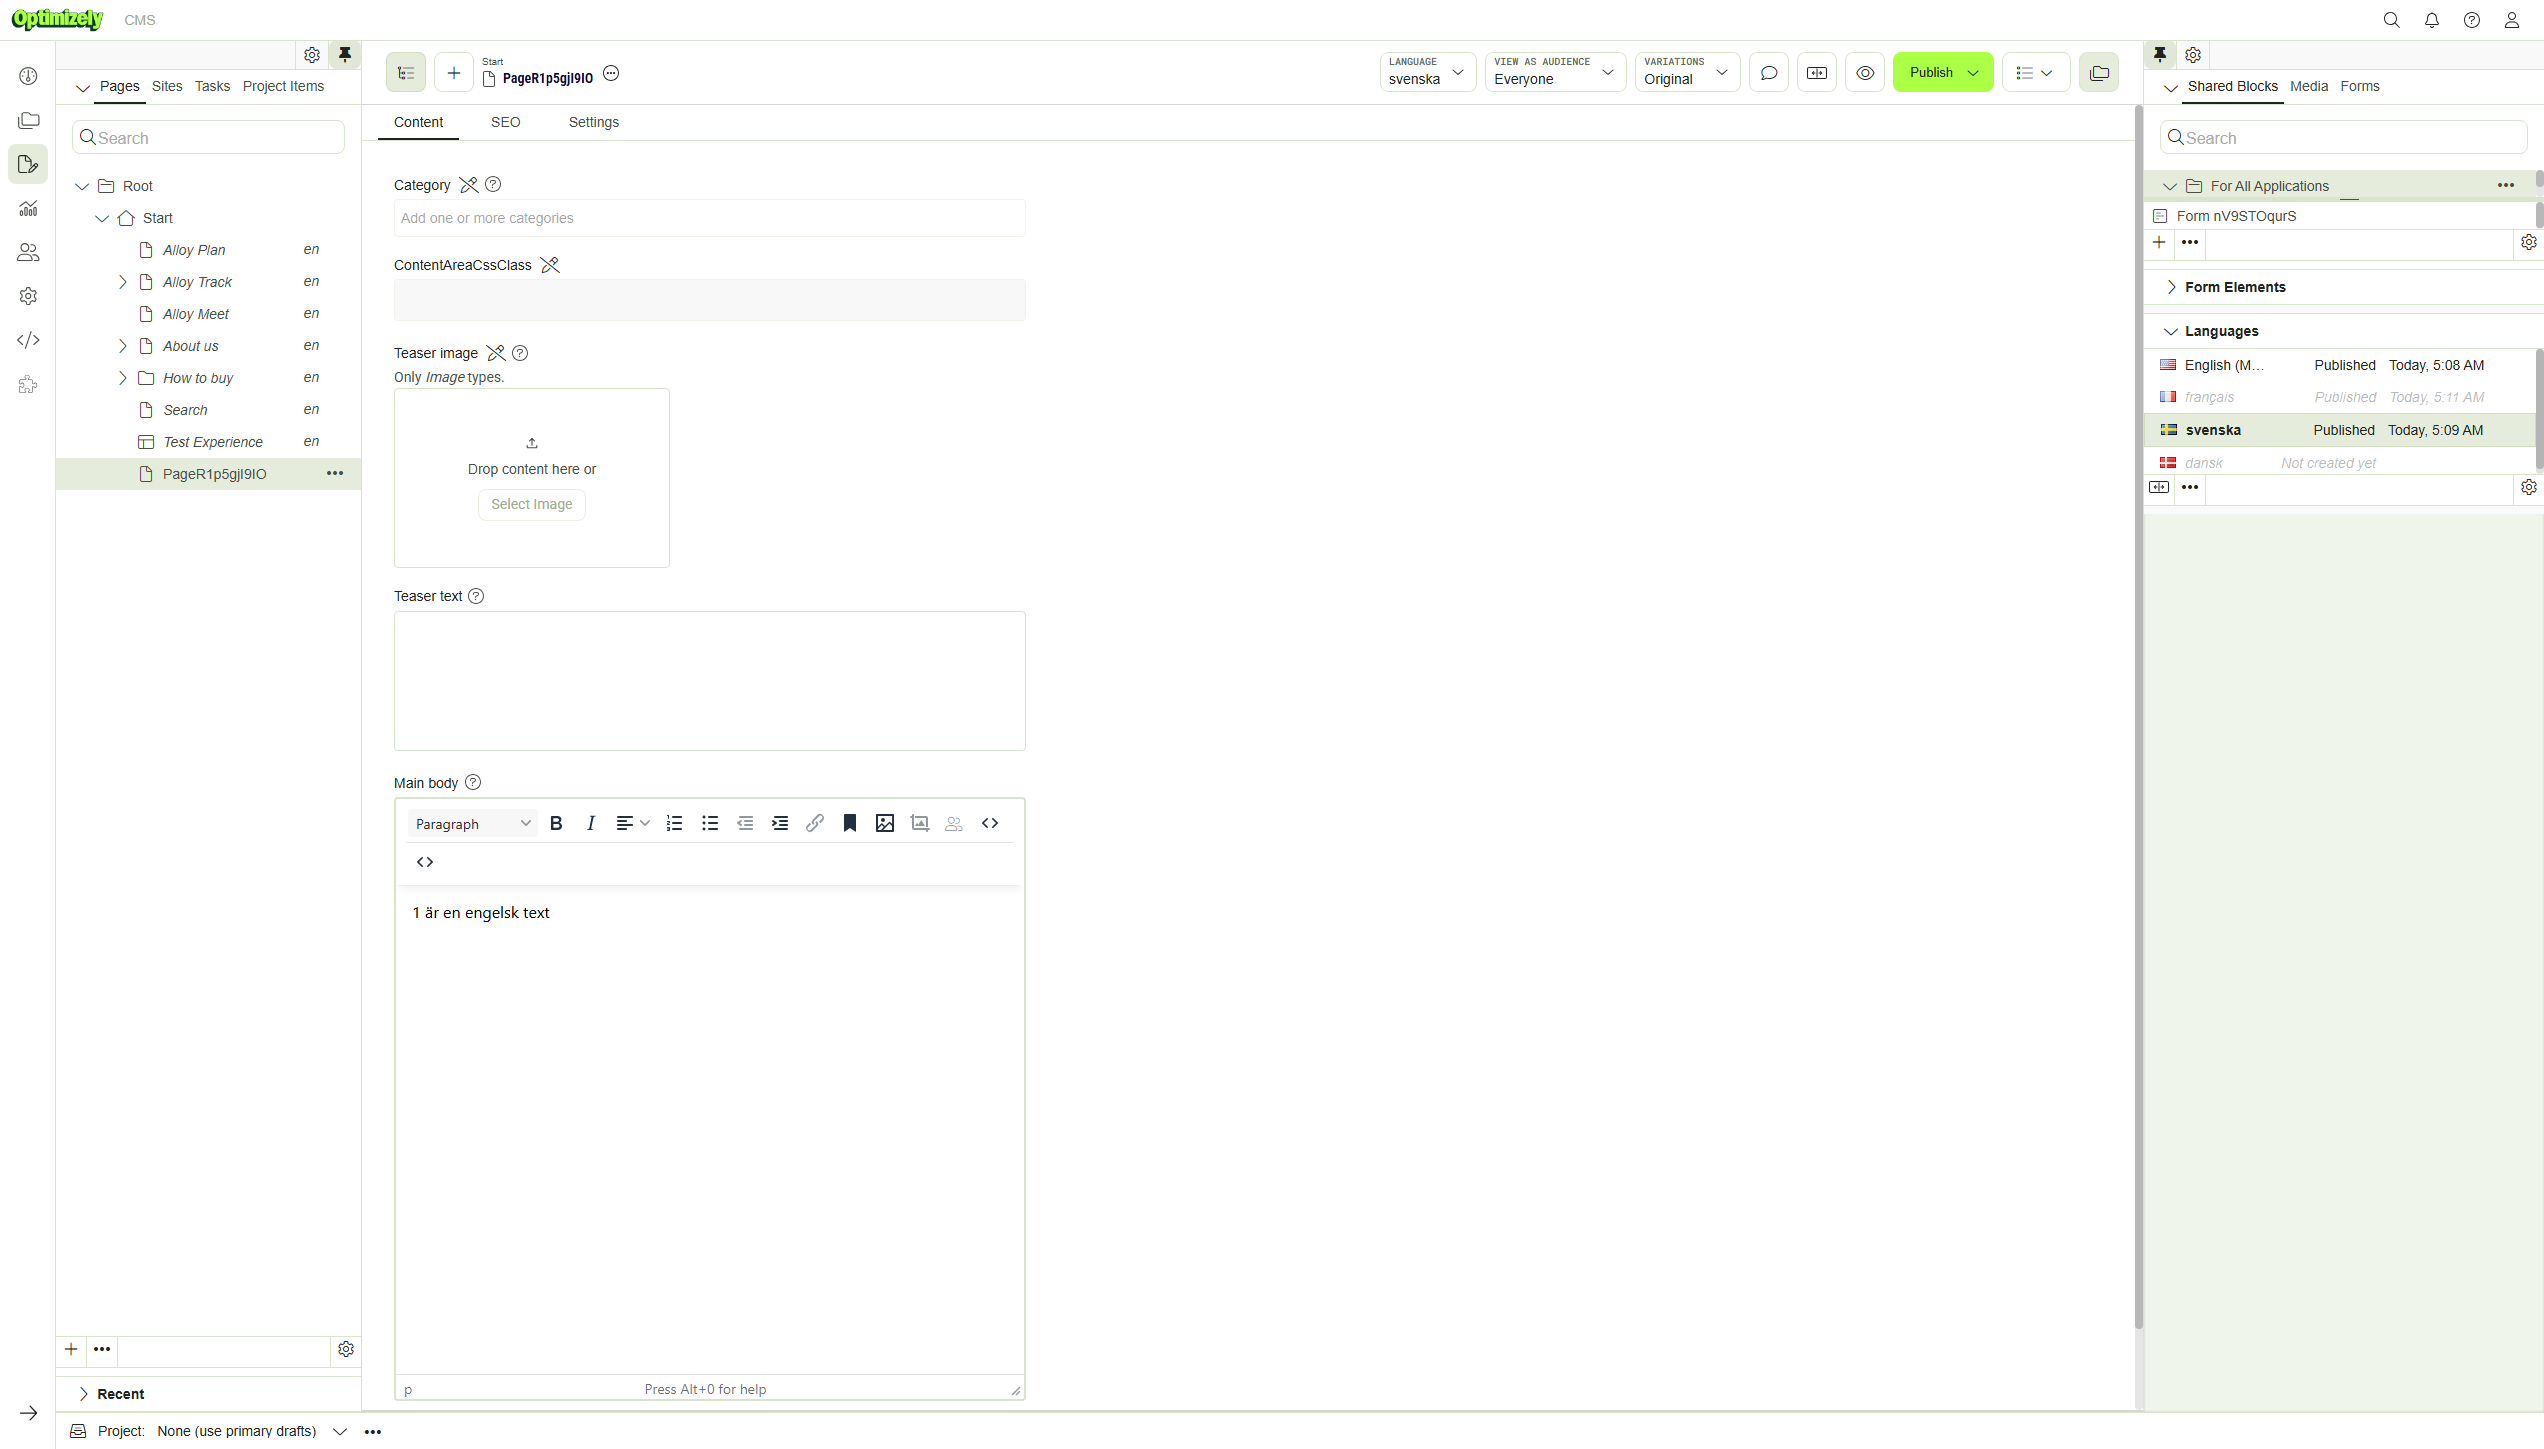 Optimizely CMS
Pages Sites Tasks Project Items
Search
Root
Start
Alloy Plan en
Alloy Track en
Alloy Meet en
About us en
How to buy en
Search en
Test Experience en
PageR1p5gjI9IO
Recent
Project: None (use primary drafts)
Start
PageR1p5gjI9IO
LANGUAGE
svenska
VIEW AS AUDIENCE
Everyone
VARIATIONS
Original
Publish
Content SEO Settings
Category
Add one or more categories
ContentAreaCssClass
Teaser image
Only Image types.
Drop content here or
Select Image
Teaser text
Main body
Paragraph
1 är en engelsk text
p Press Alt+0 for help
Shared Blocks Media Forms
Search
For All Applications
Form nV9STOqurS
Form Elements
Languages
English (M... Published Today, 5:08 AM
français Published Today, 5:11 AM
svenska Published Today, 5:09 AM
dansk Not created yet